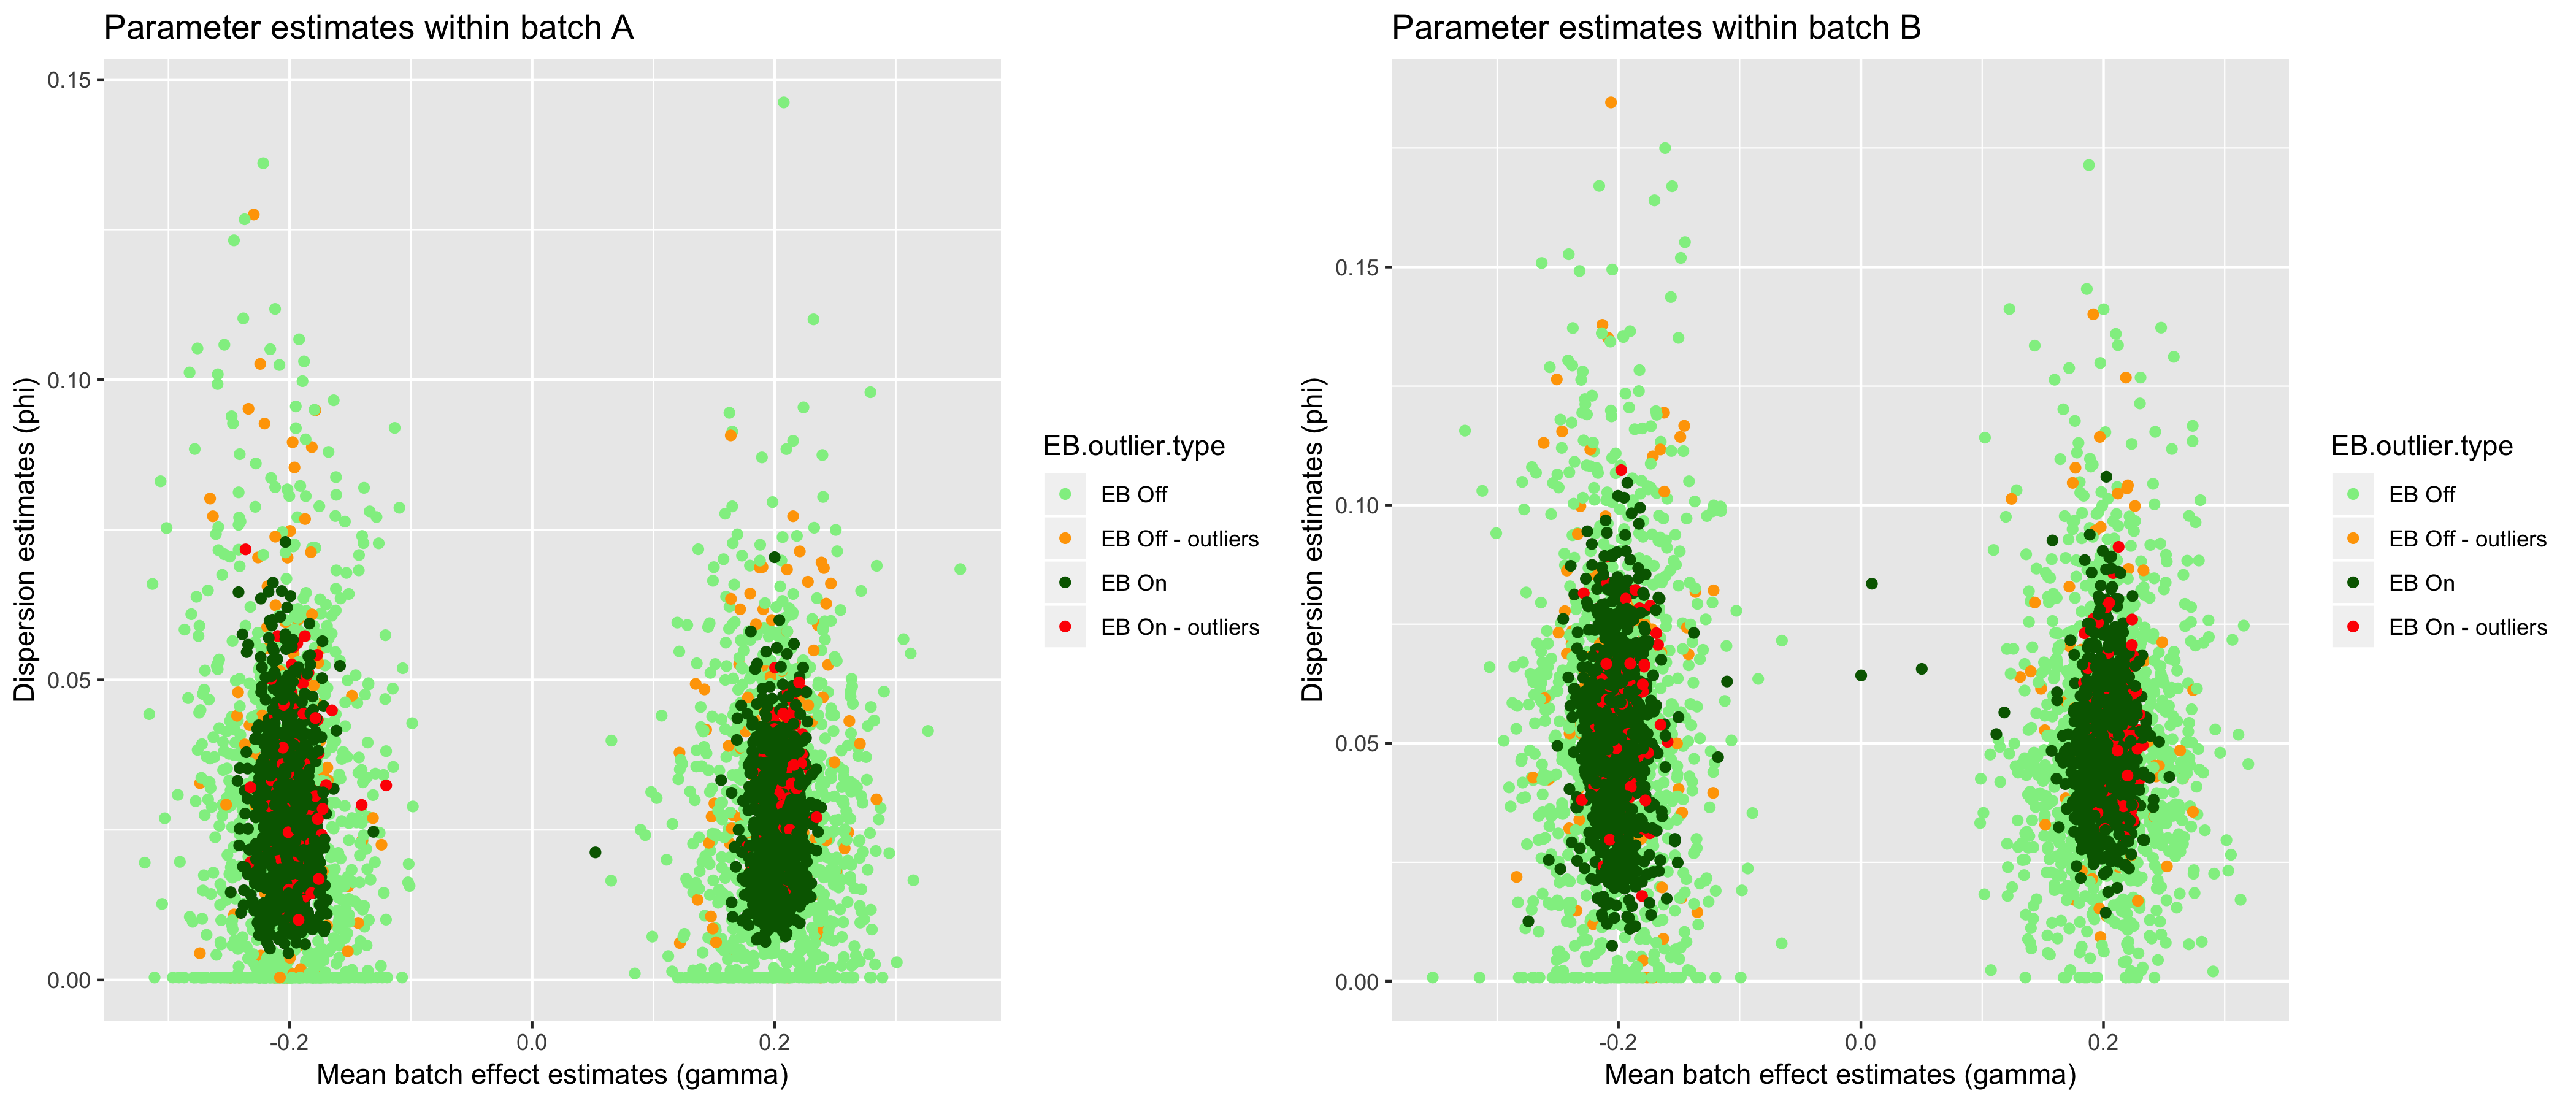 Parameter estimates within batch A
Dispersion estimates (phi)
0.15
0.10
0.05
0.00
-0.2
0.0
0.2
Mean batch effect estimates (gamma)
EB.outlier.type
EB Off
EB Off - outliers
EB On
EB On - outliers
Parameter estimates within batch B
Dispersion estimates (phi)
0.15
0.10
0.05
0.00
-0.2
0.0
0.2
Mean batch effect estimates (gamma)
EB.outlier.type
EB Off
EB Off - outliers
EB On
EB On - outliers